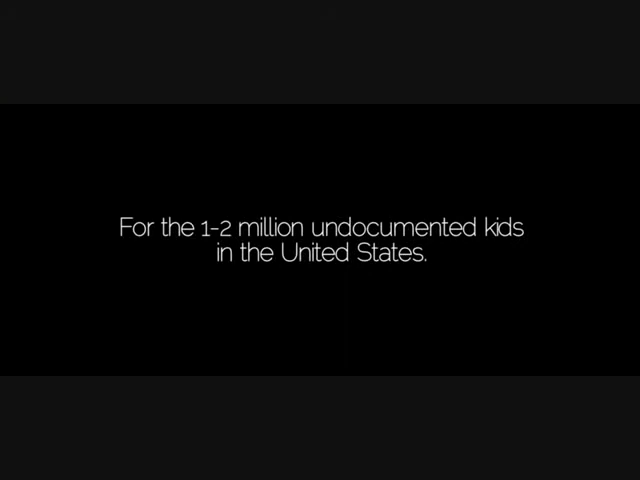 For the 1-2 million undocumented kids
in the United States.